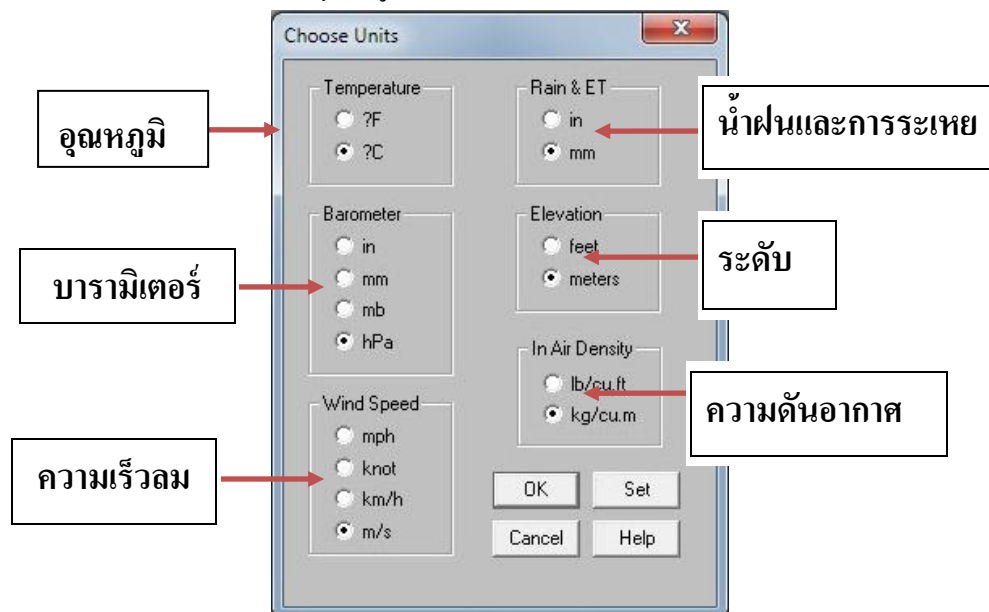 Choose Units
X
Temperature
?F
?C
อุณหภูมิ
Rain & ET
in
mm
น้ำฝนและการระเหย
Barometer
in
mm
mb
hPa
บารามิเตอร์
Elevation
feet
meters
ระดับ
In Air Density
lb/cu.ft
kg/cu.m
ความดันอากาศ
Wind Speed
mph
knot
km/h
m/s
ความเร็วลม
OK
Set
Cancel
Help